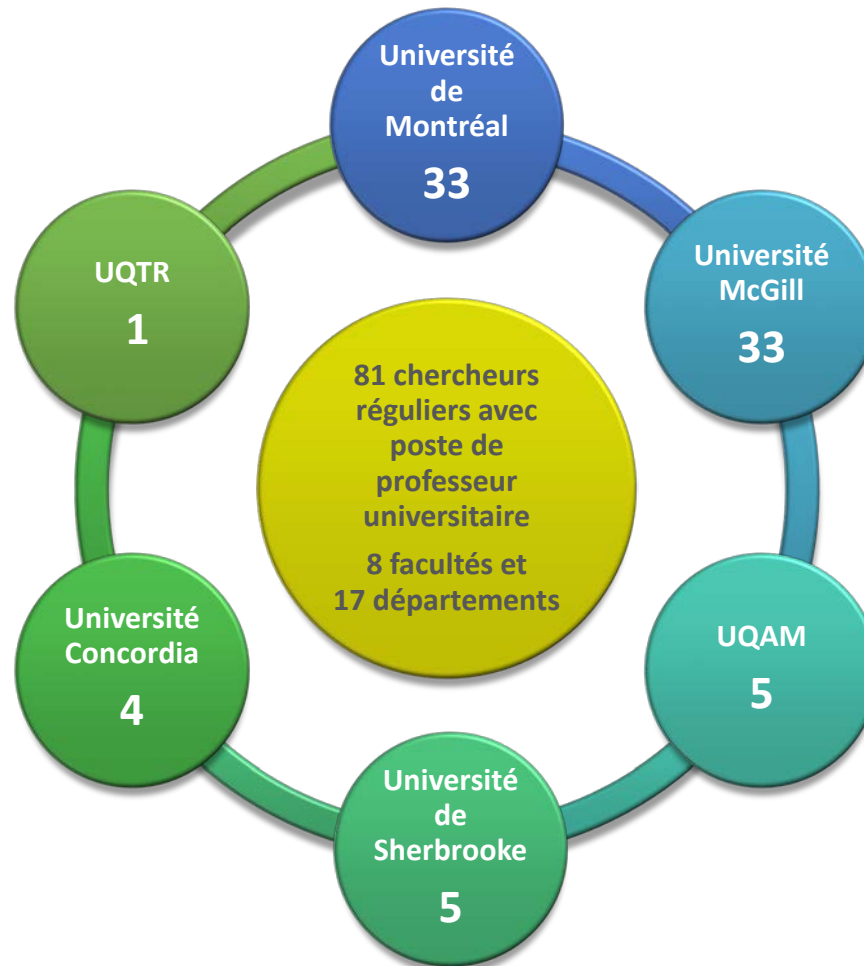 Université
de
Montréal
33
Université
McGill
33
UQAM
5
Université
de
Sherbrooke
5
Université
Concordia
4
UQTR
1
81 chercheurs
réguliers avec
poste de
professeur
universitaire
8 facultés et
17 départements